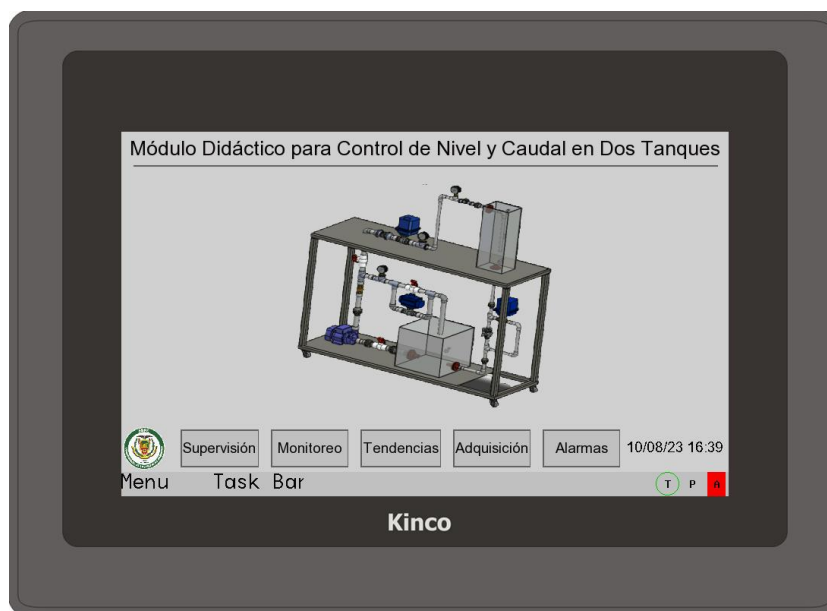 Módulo Didáctico para Control de Nivel y Caudal en Dos Tanques
Supervisión Monitoreo Tendencias Adquisición Alarmas 10/08/23 16:39
Menu Task Bar T P A
Kinco